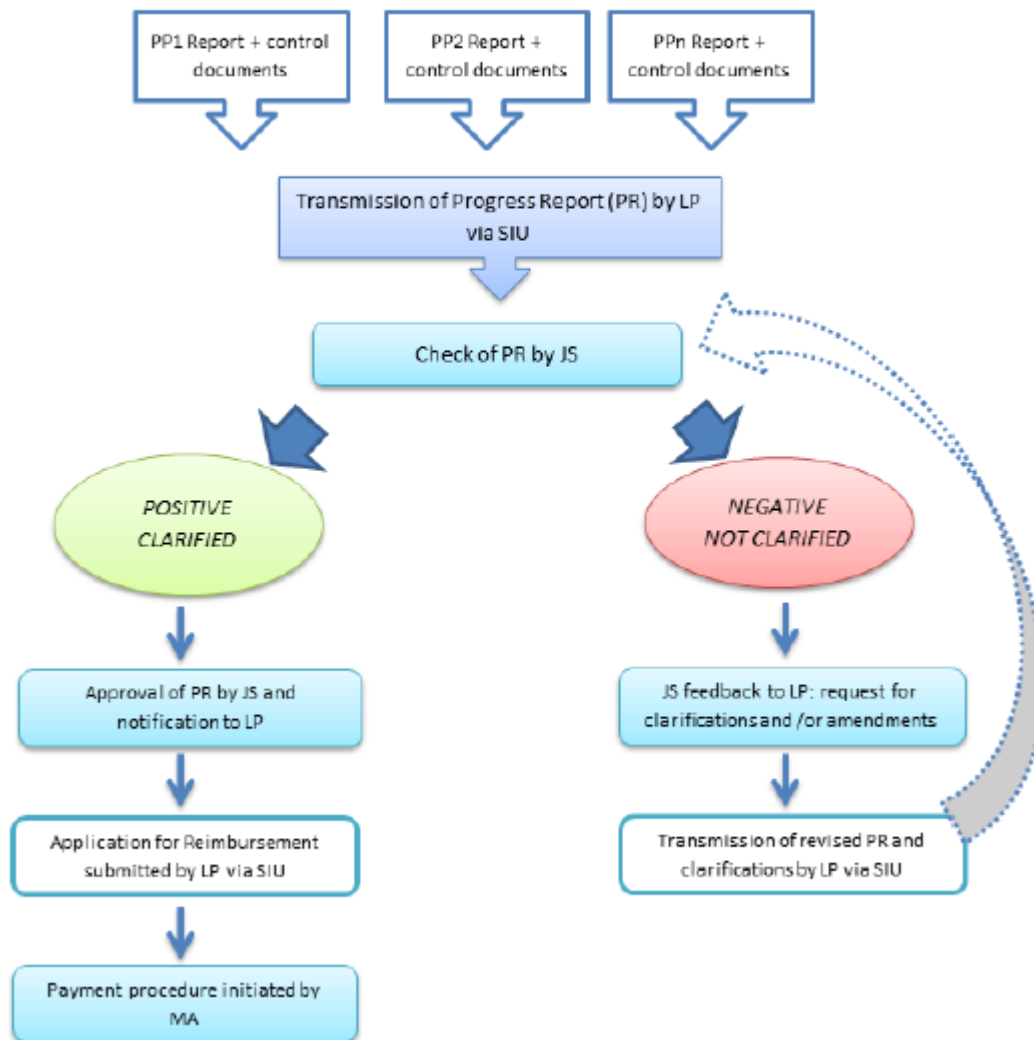 PP1 Report + control
documents
PP2 Report +
control documents
PPn Report +
control documents
Transmission of Progress Report (PR) by LP
via SIU
Check of PR by JS
POSITIVE
CLARIFIED
NEGATIVE
NOT CLARIFIED
Approval of PR by JS and
notification to LP
JS feedback to LP: request for
clarifications and /or amendments
Application for Reimbursement
submitted by LP via SIU
Transmission of revised PR and
clarifications by LP via SIU
Payment procedure initiated by
MA